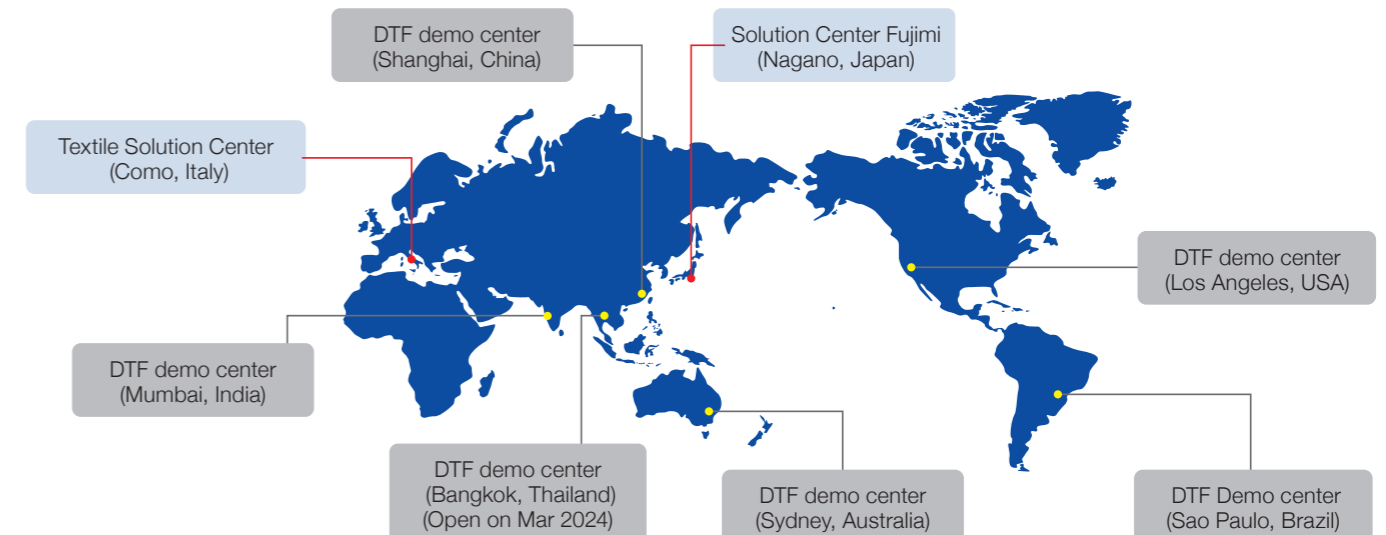 DTF demo center
(Shanghai, China)
Solution Center Fujimi
(Nagano, Japan)
Textile Solution Center
(Como, Italy)
DTF demo center
(Los Angeles, USA)
DTF demo center
(Mumbai, India)
DTF demo center
(Bangkok, Thailand)
(Open on Mar 2024)
DTF demo center
(Sydney, Australia)
DTF Demo center
(Sao Paulo, Brazil)